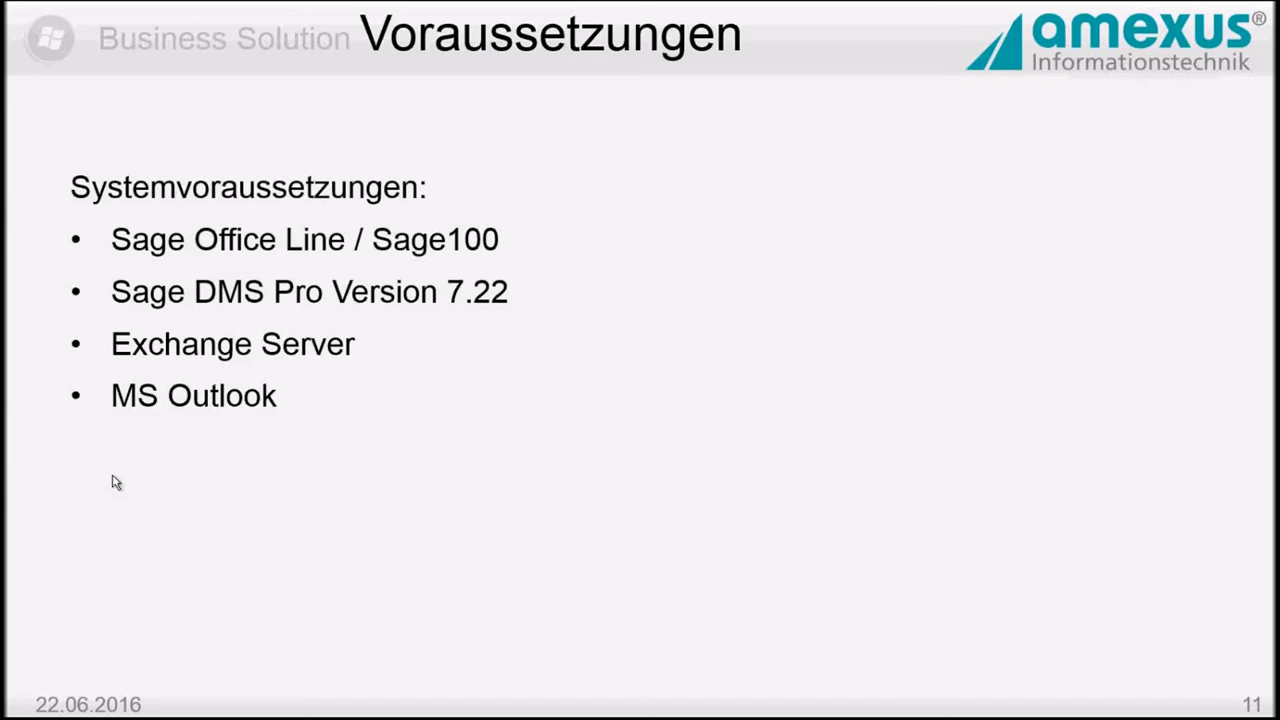 Business Solution Voraussetzungen
amexus®
Informationstechnik
Systemvoraussetzungen:
• Sage Office Line / Sage100
• Sage DMS Pro Version 7.22
• Exchange Server
• MS Outlook
22.06.2016
11